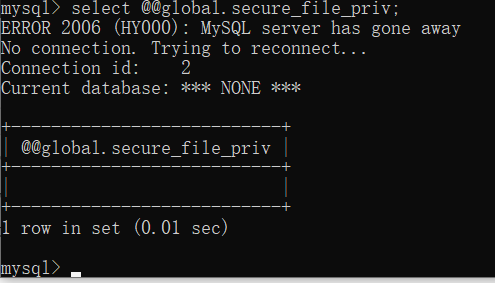 mysql> select @@global.secure_file_priv;
ERROR 2006 (HY000): MySQL server has gone away
No connection. Trying to reconnect...
Connection id:    2
Current database: *** NONE ***

+---------------------------+
| @@global.secure_file_priv |
+---------------------------+
|                           |
+---------------------------+
1 row in set (0.01 sec)

mysql> _